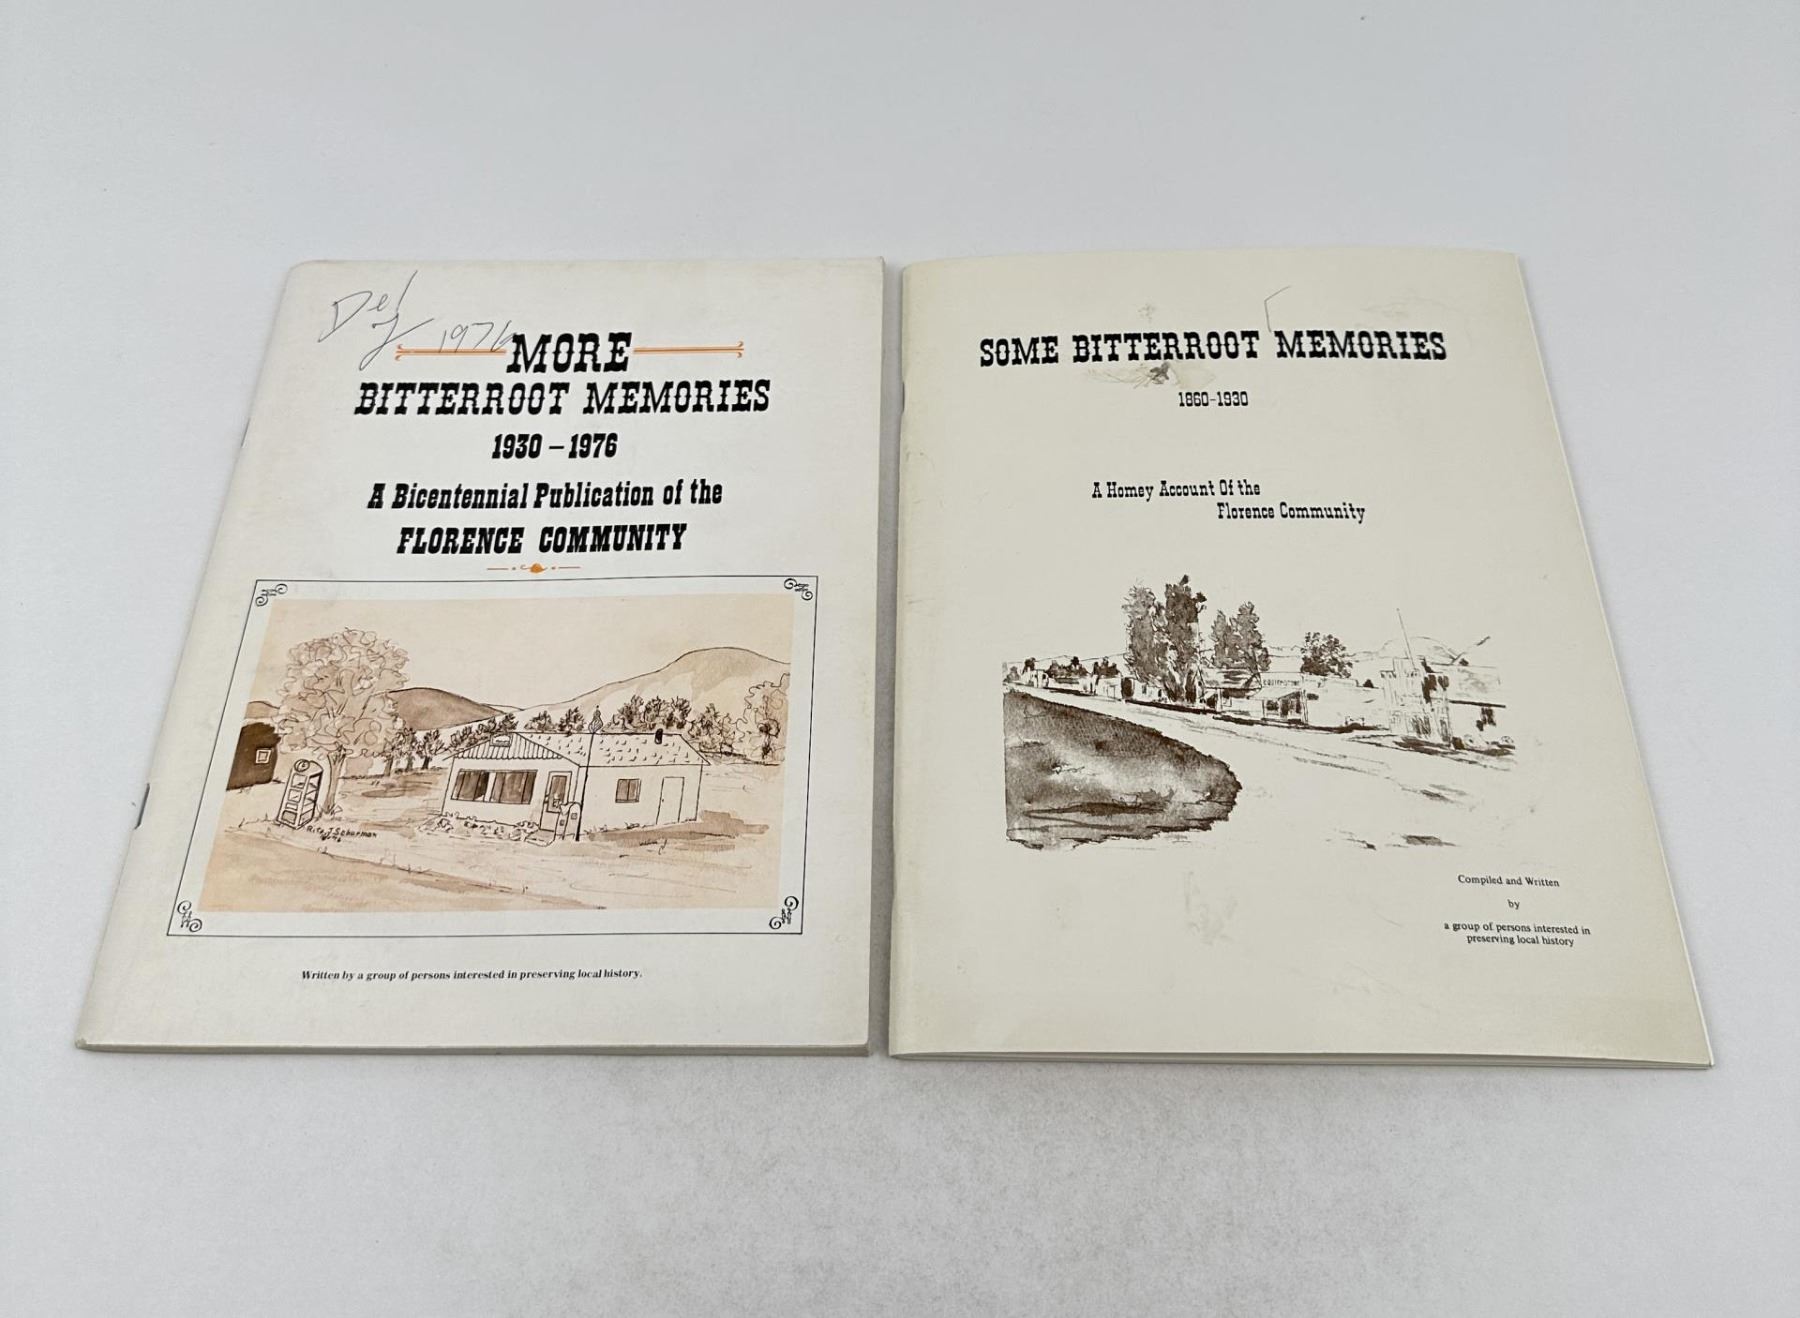 1976
MORE
BITTERROOT MEMORIES
1930 – 1976
A Bicentennial Publication of the
FLORENCE COMMUNITY
Written by a group of persons interested in preserving local history.
SOME BITTERROOT MEMORIES
1860-1930
A Homey Account Of the
Florence Community
Compiled and Written
by
a group of persons interested in
preserving local history